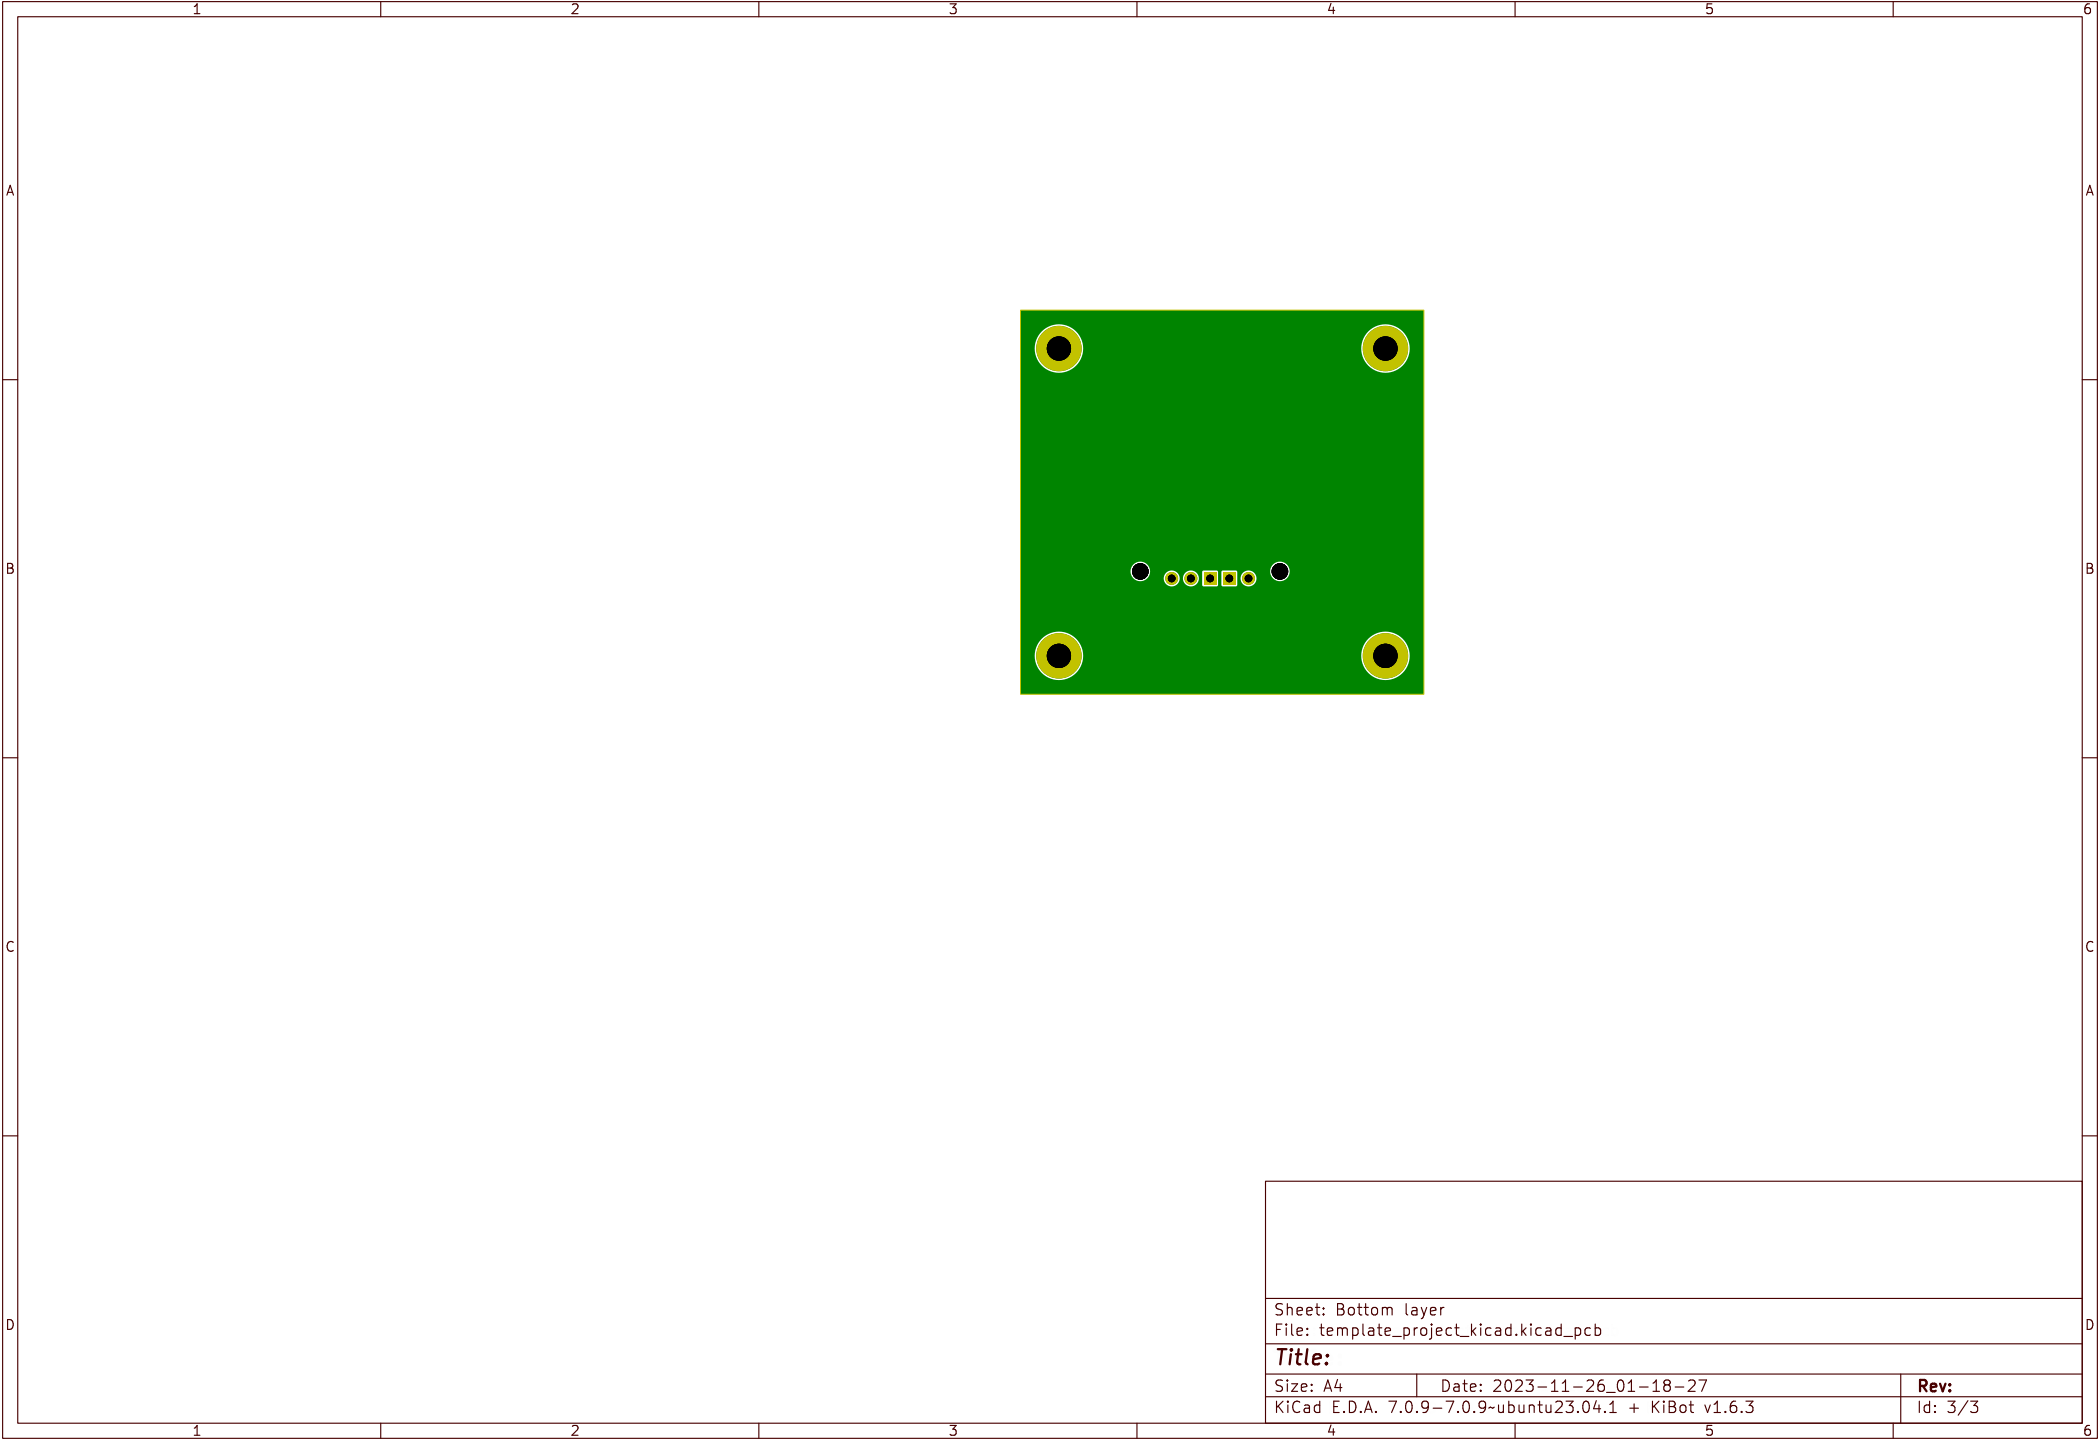 1 2 3 4 5 6
A A
B B
C C
Sheet: Bottom layer
File: template_project_kicad.kicad_pcb
D D
Title:
Size: A4 Date: 2023-11-26_01-18-27 Rev:
KiCad E.D.A. 7.0.9-7.0.9~ubuntu23.04.1 + KiBot v1.6.3 Id: 3/3
1 2 3 4 5 6